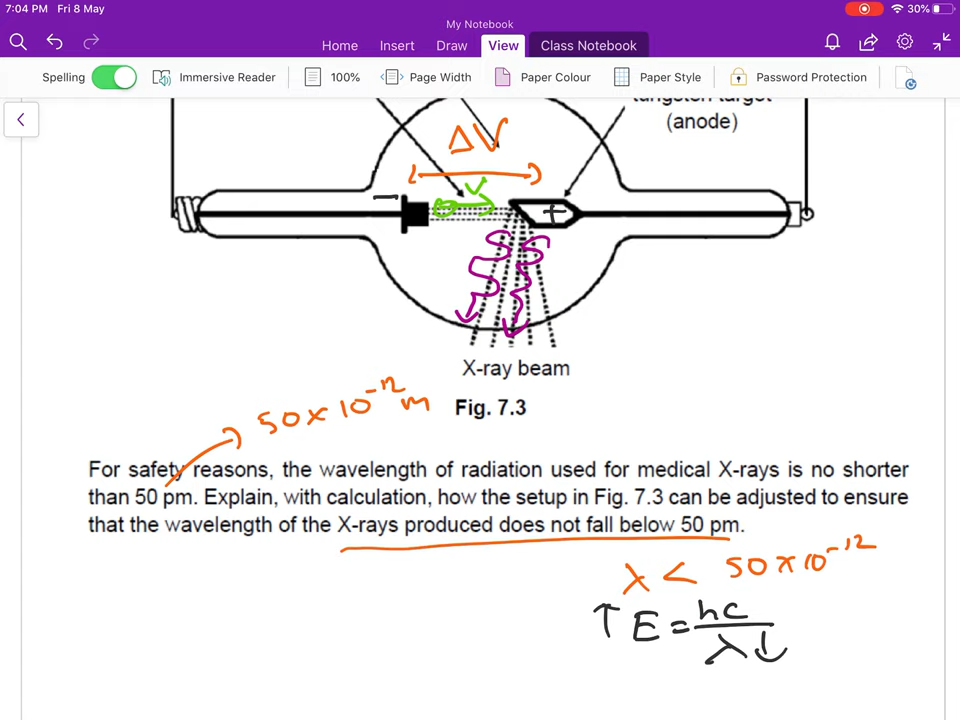 7:04 PM Fri 8 May 30%
My Notebook
Home Insert Draw View Class Notebook
Spelling Immersive Reader 100% Page Width Paper Colour Paper Style Password Protection
tungsten target
(anode)
ΔV
v
−
+
X-ray beam
50 x 10⁻¹² m
Fig. 7.3
For safety reasons, the wavelength of radiation used for medical X-rays is no shorter
than 50 pm. Explain, with calculation, how the setup in Fig. 7.3 can be adjusted to ensure
that the wavelength of the X-rays produced does not fall below 50 pm.
λ < 50 x 10⁻¹²
↑ E = hc / λ ↓